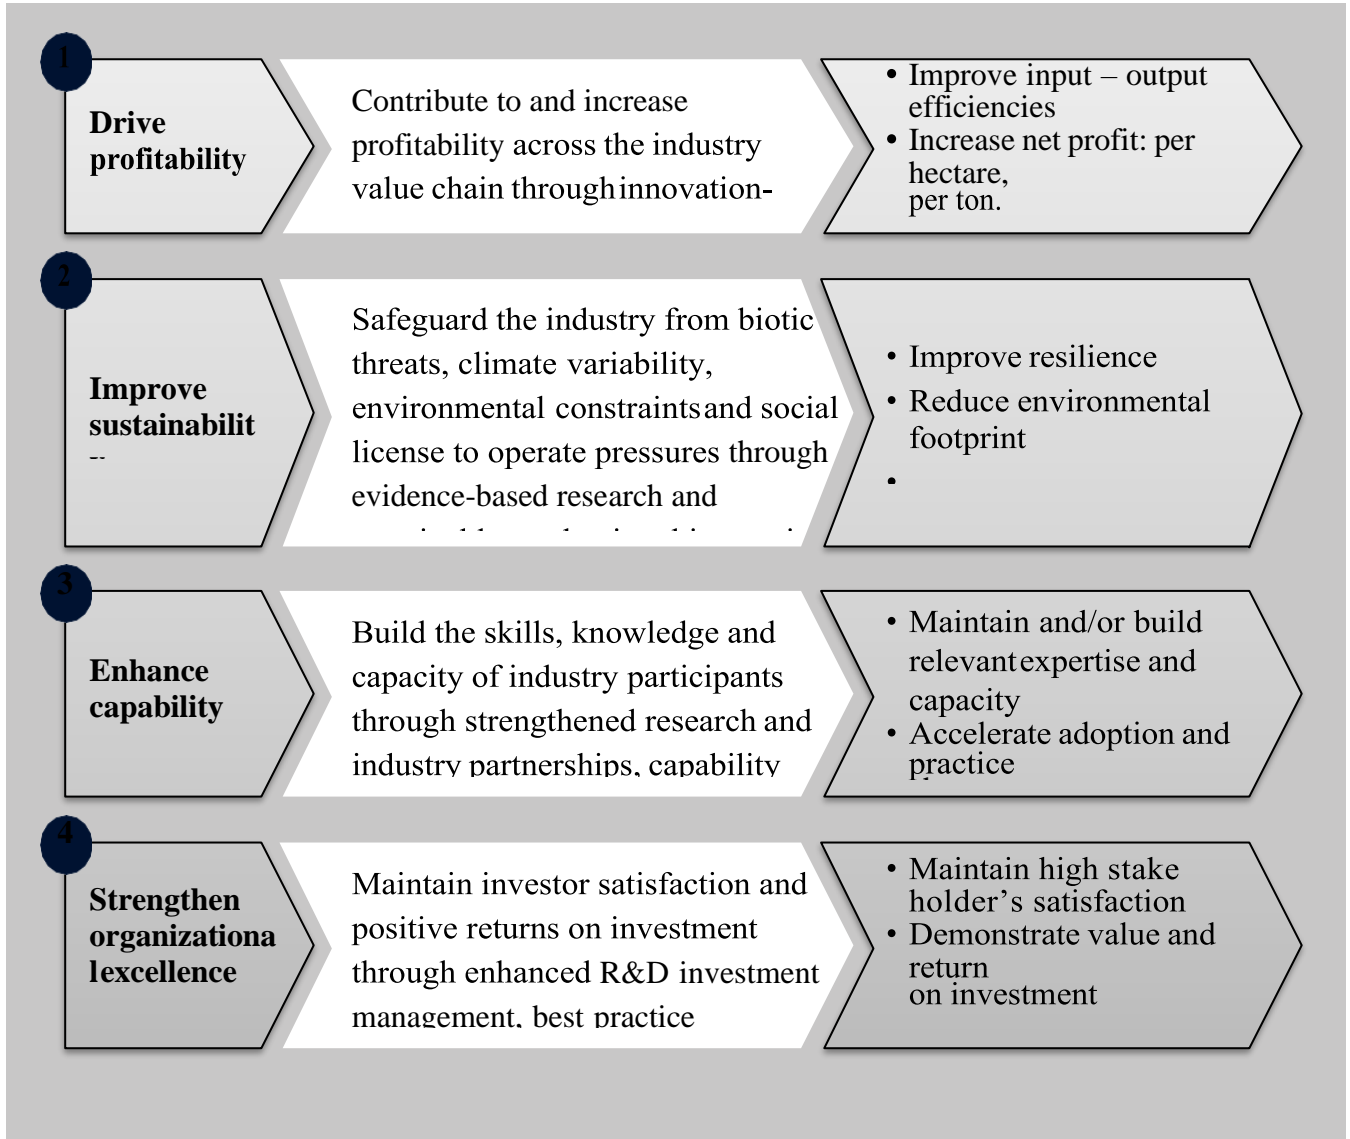 1
Drive
profitability
Contribute to and increase
profitability across the industry
value chain through innovation-
• Improve input – output
efficiencies
• Increase net profit: per
hectare,
per ton.
2
Improve
sustainabilit
Safeguard the industry from biotic
threats, climate variability,
environmental constraints and social
license to operate pressures through
evidence-based research and
• Improve resilience
• Reduce environmental
footprint
•
3
Enhance
capability
Build the skills, knowledge and
capacity of industry participants
through strengthened research and
industry partnerships, capability
• Maintain and/or build
relevant expertise and
capacity
• Accelerate adoption and
practice
4
Strengthen
organizationa
lexcellence
Maintain investor satisfaction and
positive returns on investment
through enhanced R&D investment
management, best practice
• Maintain high stake
holder’s satisfaction
• Demonstrate value and
return
on investment